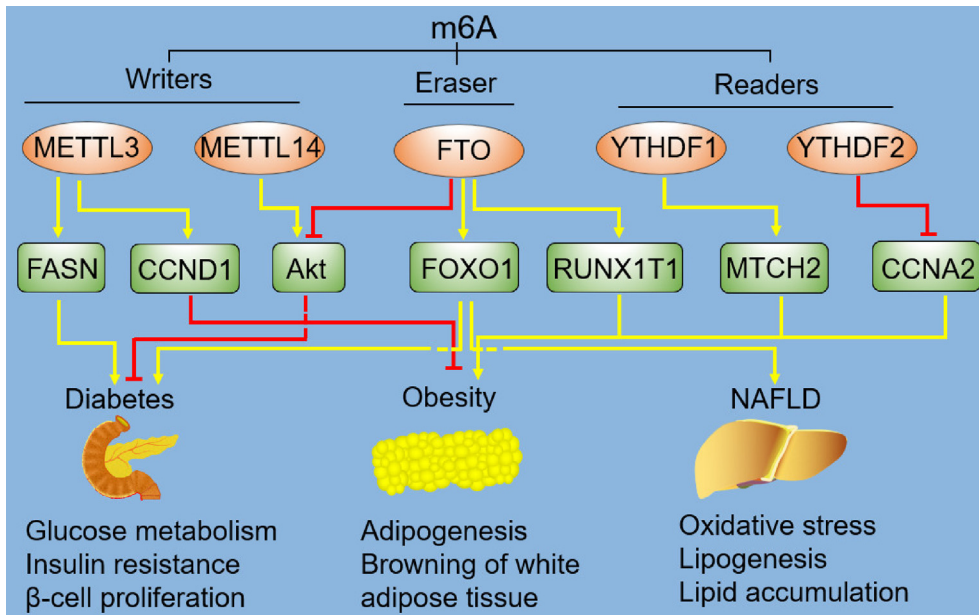 m6A
Writers
Eraser
Readers
METTL3
METTL14
FTO
YTHDF1
YTHDF2
FASN
CCND1
Akt
FOXO1
RUNX1T1
MTCH2
CCNA2
Diabetes
Obesity
NAFLD
Glucose metabolism
Insulin resistance
β-cell proliferation
Adipogenesis
Browning of white
adipose tissue
Oxidative stress
Lipogenesis
Lipid accumulation